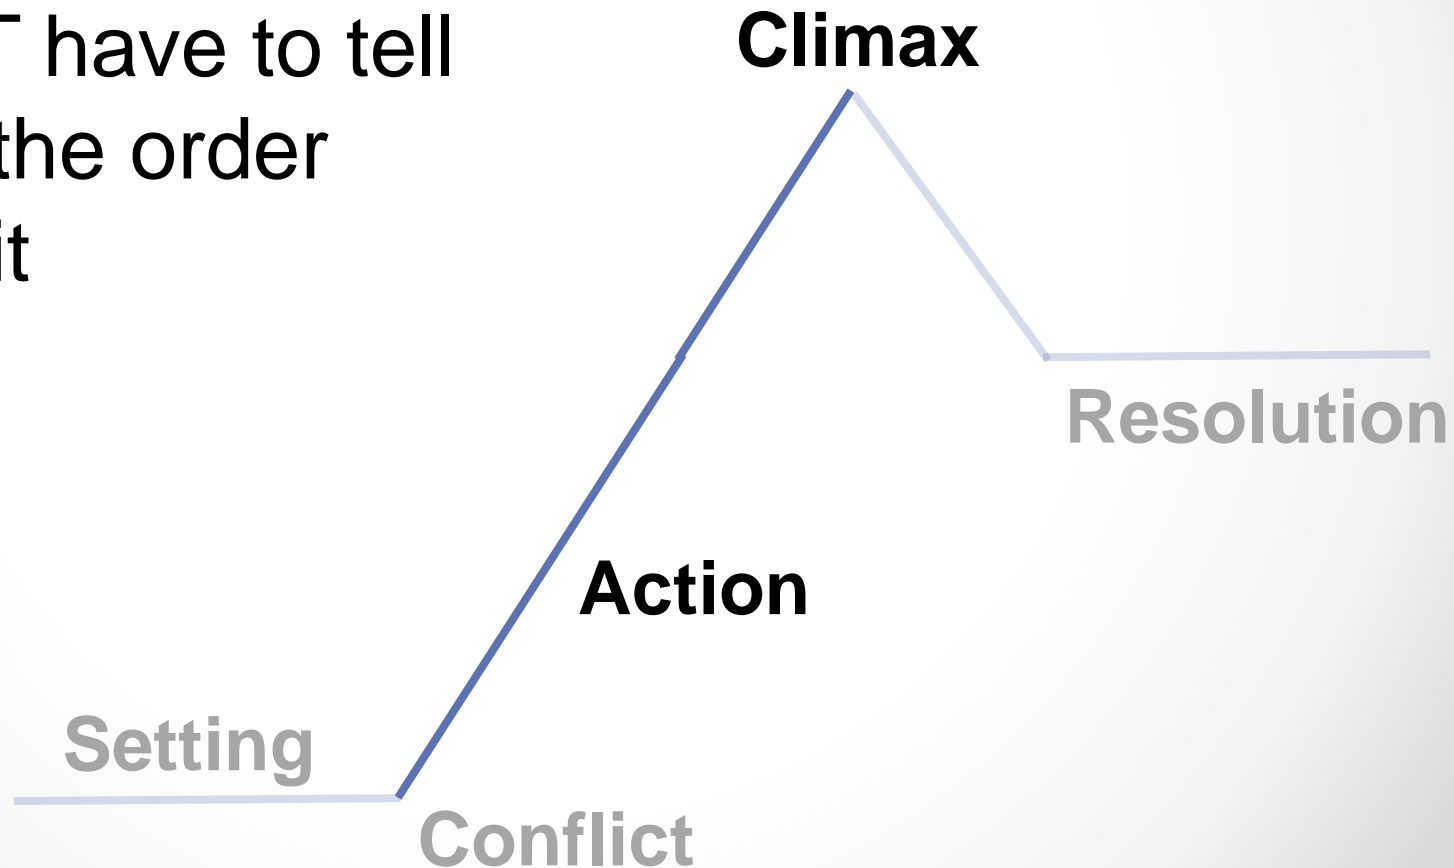 have to tell
the order
it
Climax
Resolution
Action
Setting
Conflict